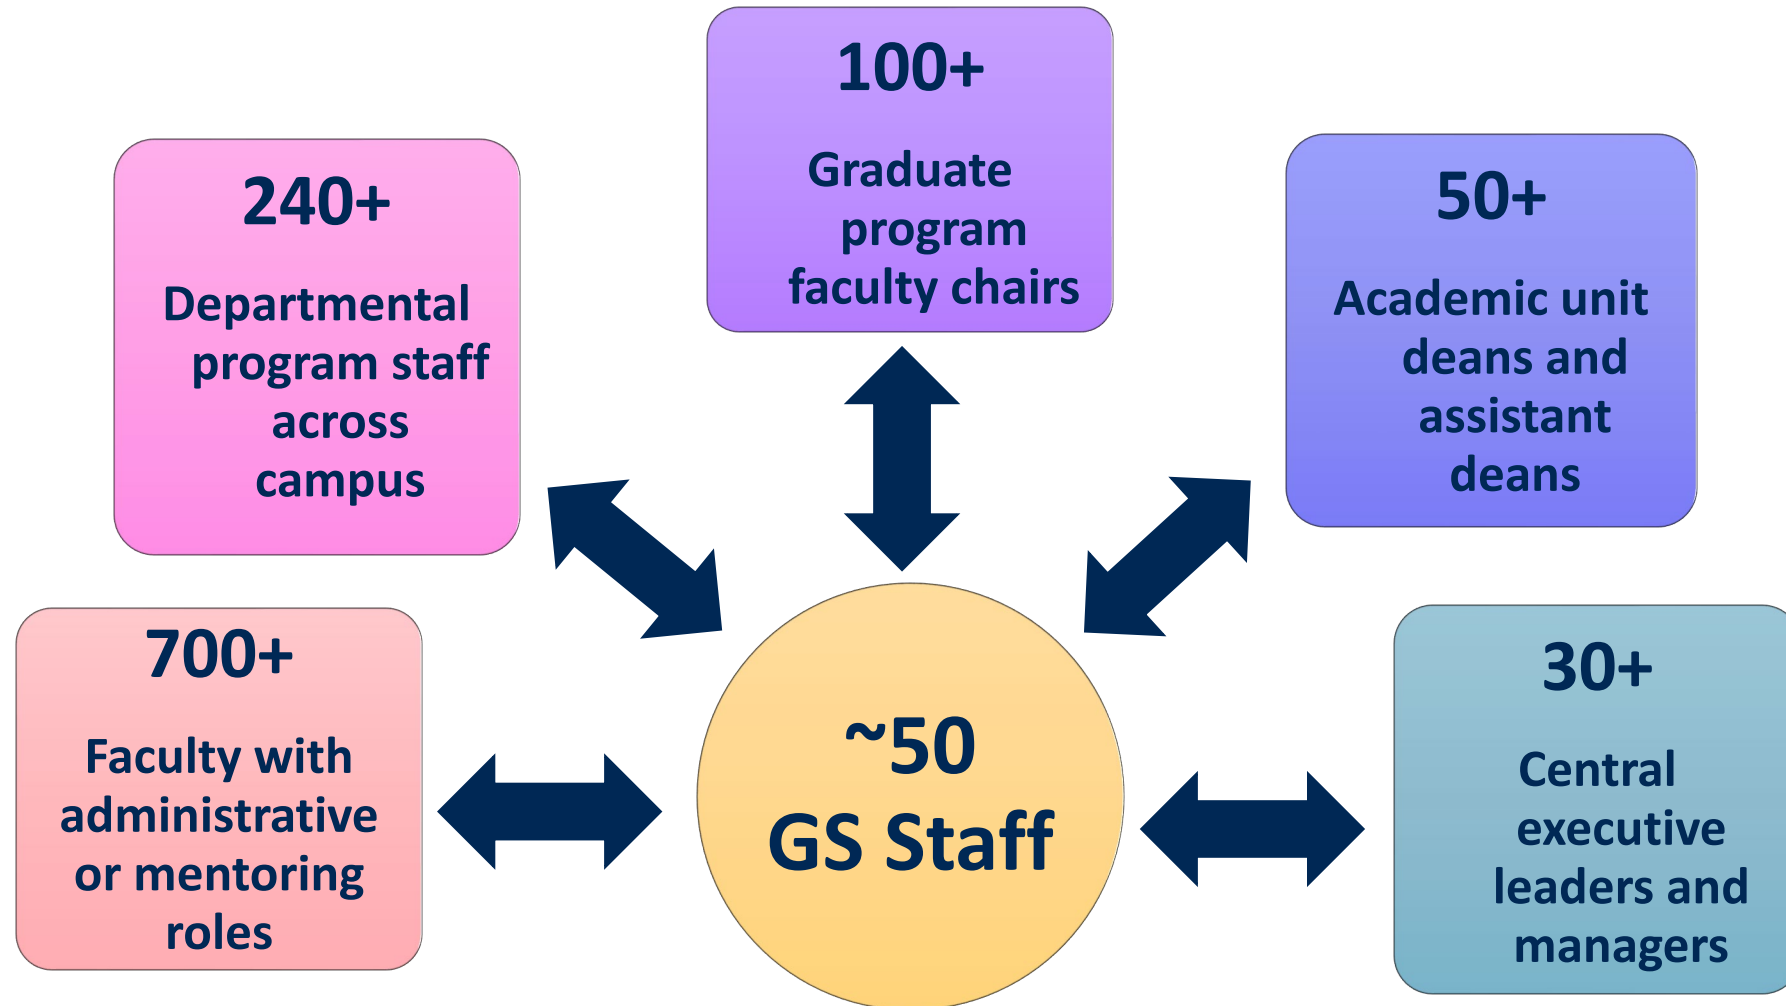 100+
Graduate
program
faculty chairs
240+
Departmental
program staff
across
campus
50+
Academic unit
deans and
assistant
deans
700+
Faculty with
administrative
or mentoring
roles
~50
GS Staff
30+
Central
executive
leaders and
managers